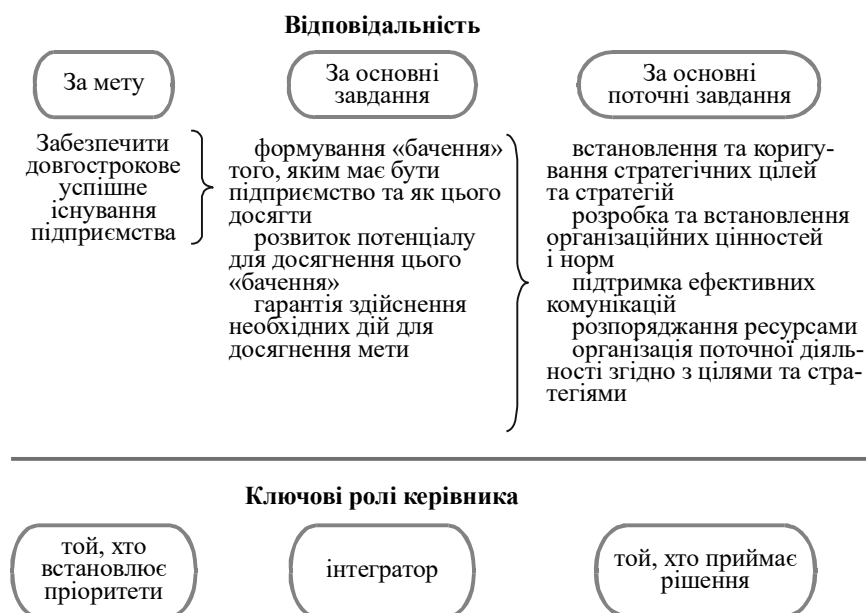 Відповідальність
За мету
За основні
завдання
За основні
поточні завдання
Забезпечити
довгострокове
успішне
існування
підприємства
формування «бачення»
того, яким має бути
підприємство та як цього
досягти
розвиток потенціалу
для досягнення цього
«бачення»
гарантія здійснення
необхідних дій для
досягнення мети
встановлення та коригу-
вання стратегічних цілей
та стратегій
розробка та встановлення
організаційних цінностей
і норм
підтримка ефективних
комунікацій
розпоряджання ресурсами
організація поточної діяль-
ності згідно з цілями та стра-
тегіями
Ключові ролі керівника
той, хто
встановлює
пріоритети
інтегратор
той, хто приймає
рішення